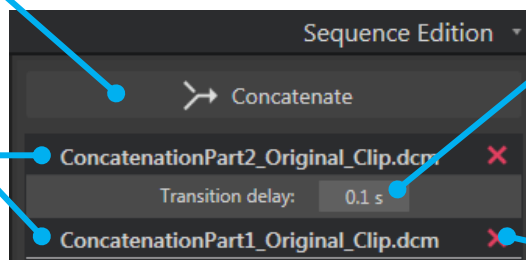 Sequence Edition
Concatenate
ConcatenationPart2_Original_Clip.dcm
Transition delay: 0.1 s
ConcatenationPart1_Original_Clip.dcm